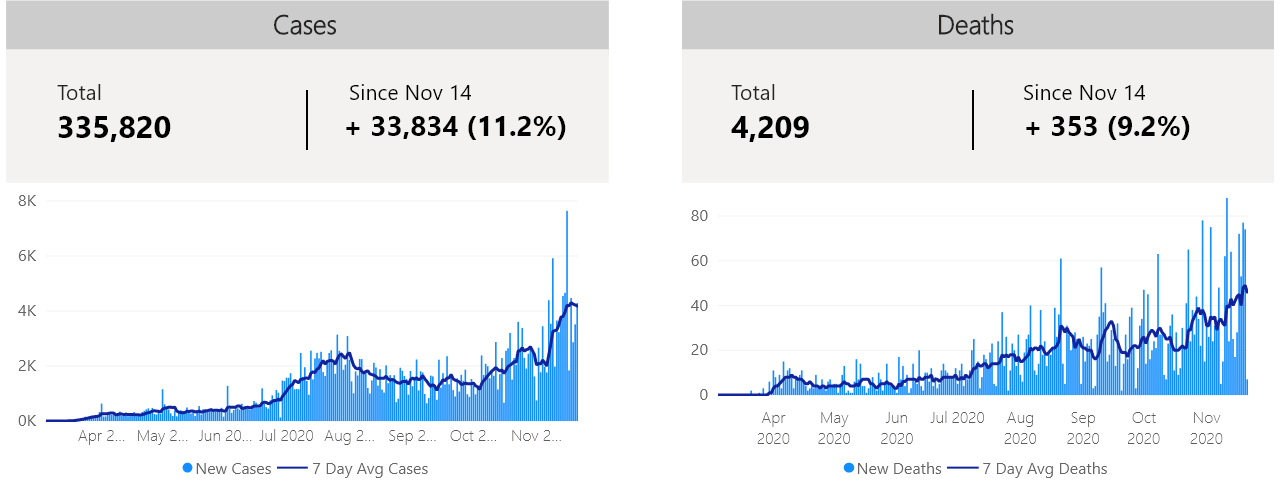 Cases
Total
Since Nov 14
335,820
+ 33,834 (11.2%)
8K
6K
4K
2K
0K
Apr 2... May 2... Jun 20... Jul 2020 Aug 2... Sep 2... Oct 2... Nov 2...
New Cases 7 Day Avg Cases
Deaths
Total
Since Nov 14
4,209
+ 353 (9.2%)
80
60
40
20
0
Apr May Jun Jul 2020 Aug Sep Oct Nov
2020 2020 2020 2020 2020 2020 2020
New Deaths 7 Day Avg Deaths